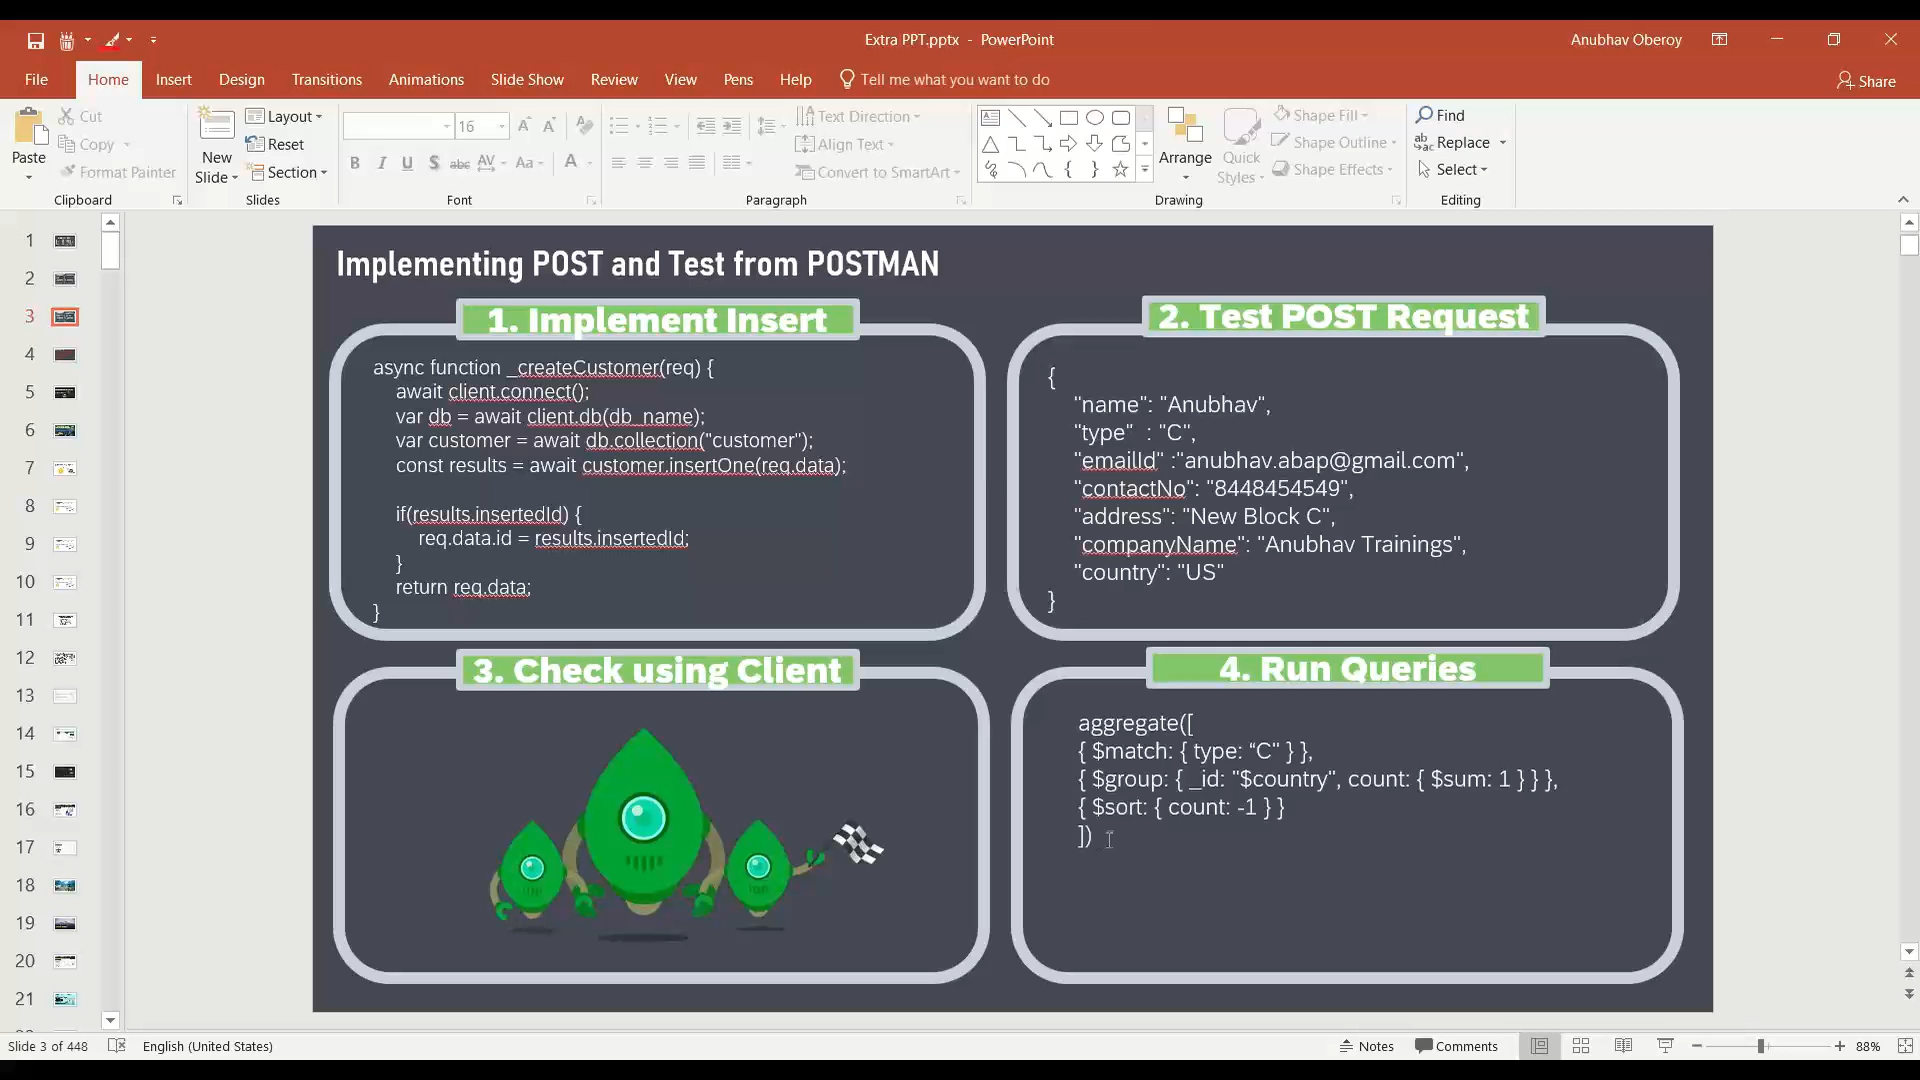 Extra PPT.pptx - PowerPoint
Anubhav Oberoy
File Home Insert Design Transitions Animations Slide Show Review View Pens Help Tell me what you want to do
Share
Paste
Cut
Copy
Format Painter
Clipboard
New Slide
Layout
Reset
Section
Slides
16
B I U S abc AV Aa A
Font
Text Direction
Align Text
Convert to SmartArt
Paragraph
Arrange
Quick Styles
Shape Fill
Shape Outline
Shape Effects
Drawing
Find
Replace
Select
Editing
1
2
3
4
5
6
7
8
9
10
11
12
13
14
15
16
17
18
19
20
21
Implementing POST and Test from POSTMAN
1. Implement Insert
async function _createCustomer(req) {
await client.connect();
var db = await client.db(db_name);
var customer = await db.collection("customer");
const results = await customer.insertOne(req.data);
if(results.insertedId) {
req.data.id = results.insertedId;
}
return req.data;
}
2. Test POST Request
{
"name": "Anubhav",
"type" : "C",
"emailId" :"anubhav.abap@gmail.com",
"contactNo": "8448454549",
"address": "New Block C",
"companyName": "Anubhav Trainings",
"country": "US"
}
3. Check using Client
4. Run Queries
aggregate([
{ $match: { type: “C" } },
{ $group: { _id: "$country", count: { $sum: 1 } } },
{ $sort: { count: -1 } }
])
Slide 3 of 448
English (United States)
Notes
Comments
88%